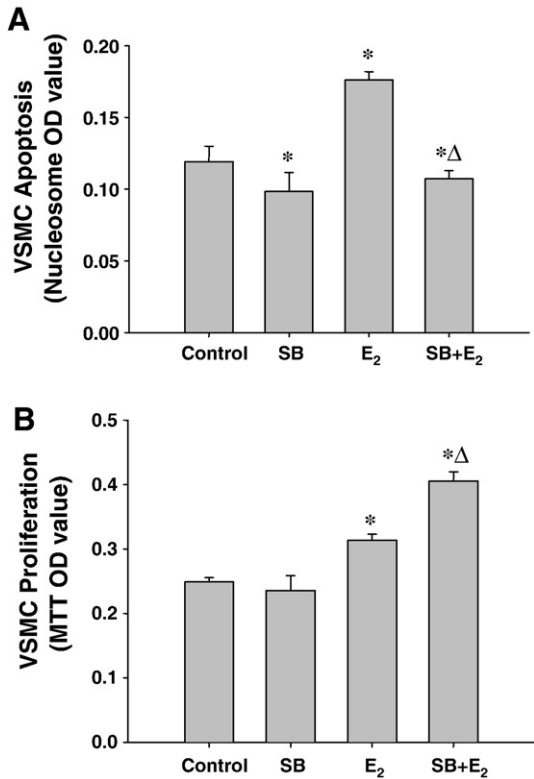 A
VSMC Apoptosis
(Nucleosome OD value)
0.20
0.15
0.10
0.05
0.00
*
*
*Δ
Control SB E₂ SB+E₂
B
VSMC Proliferation
(MTT OD value)
0.5
0.4
0.3
0.2
0.1
0.0
*
*Δ
Control SB E₂ SB+E₂